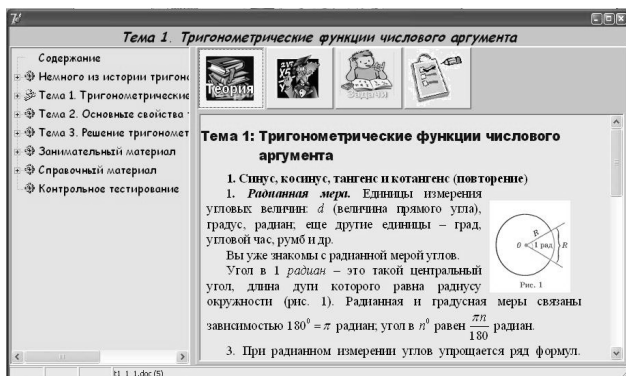 Тема 1. Тригонометрические функции числового аргумента
Содержание
Немного из истории тригоно
Тема 1. Тригонометрические
Тема 2. Основные свойства
Тема 3. Решение тригономет
Занимательный материал
Справочный материал
Контрольное тестирование
Теория
Задачи
Тема 1: Тригонометрические функции числового
аргумента
1. Синус, косинус, тангенс и котангенс (повторение)
1. Радианная мера. Единицы измерения
угловых величин: d (величина прямого угла),
градус, радиан; еще другие единицы – град,
угловой час, румб и др.
Вы уже знакомы с радианной мерой углов.
Угол в 1 радиан – это такой центральный
угол, длина дуги которого равна радиусу
окружности (рис. 1). Радианная и градусная меры связаны
зависимостью 180⁰ = π радиан; угол в n⁰ равен πn/180 радиан.
3. При радианном измерении углов упрощается ряд формул.
R
0 1 рад R
Рис. 1
t1_1_1.doc (5)